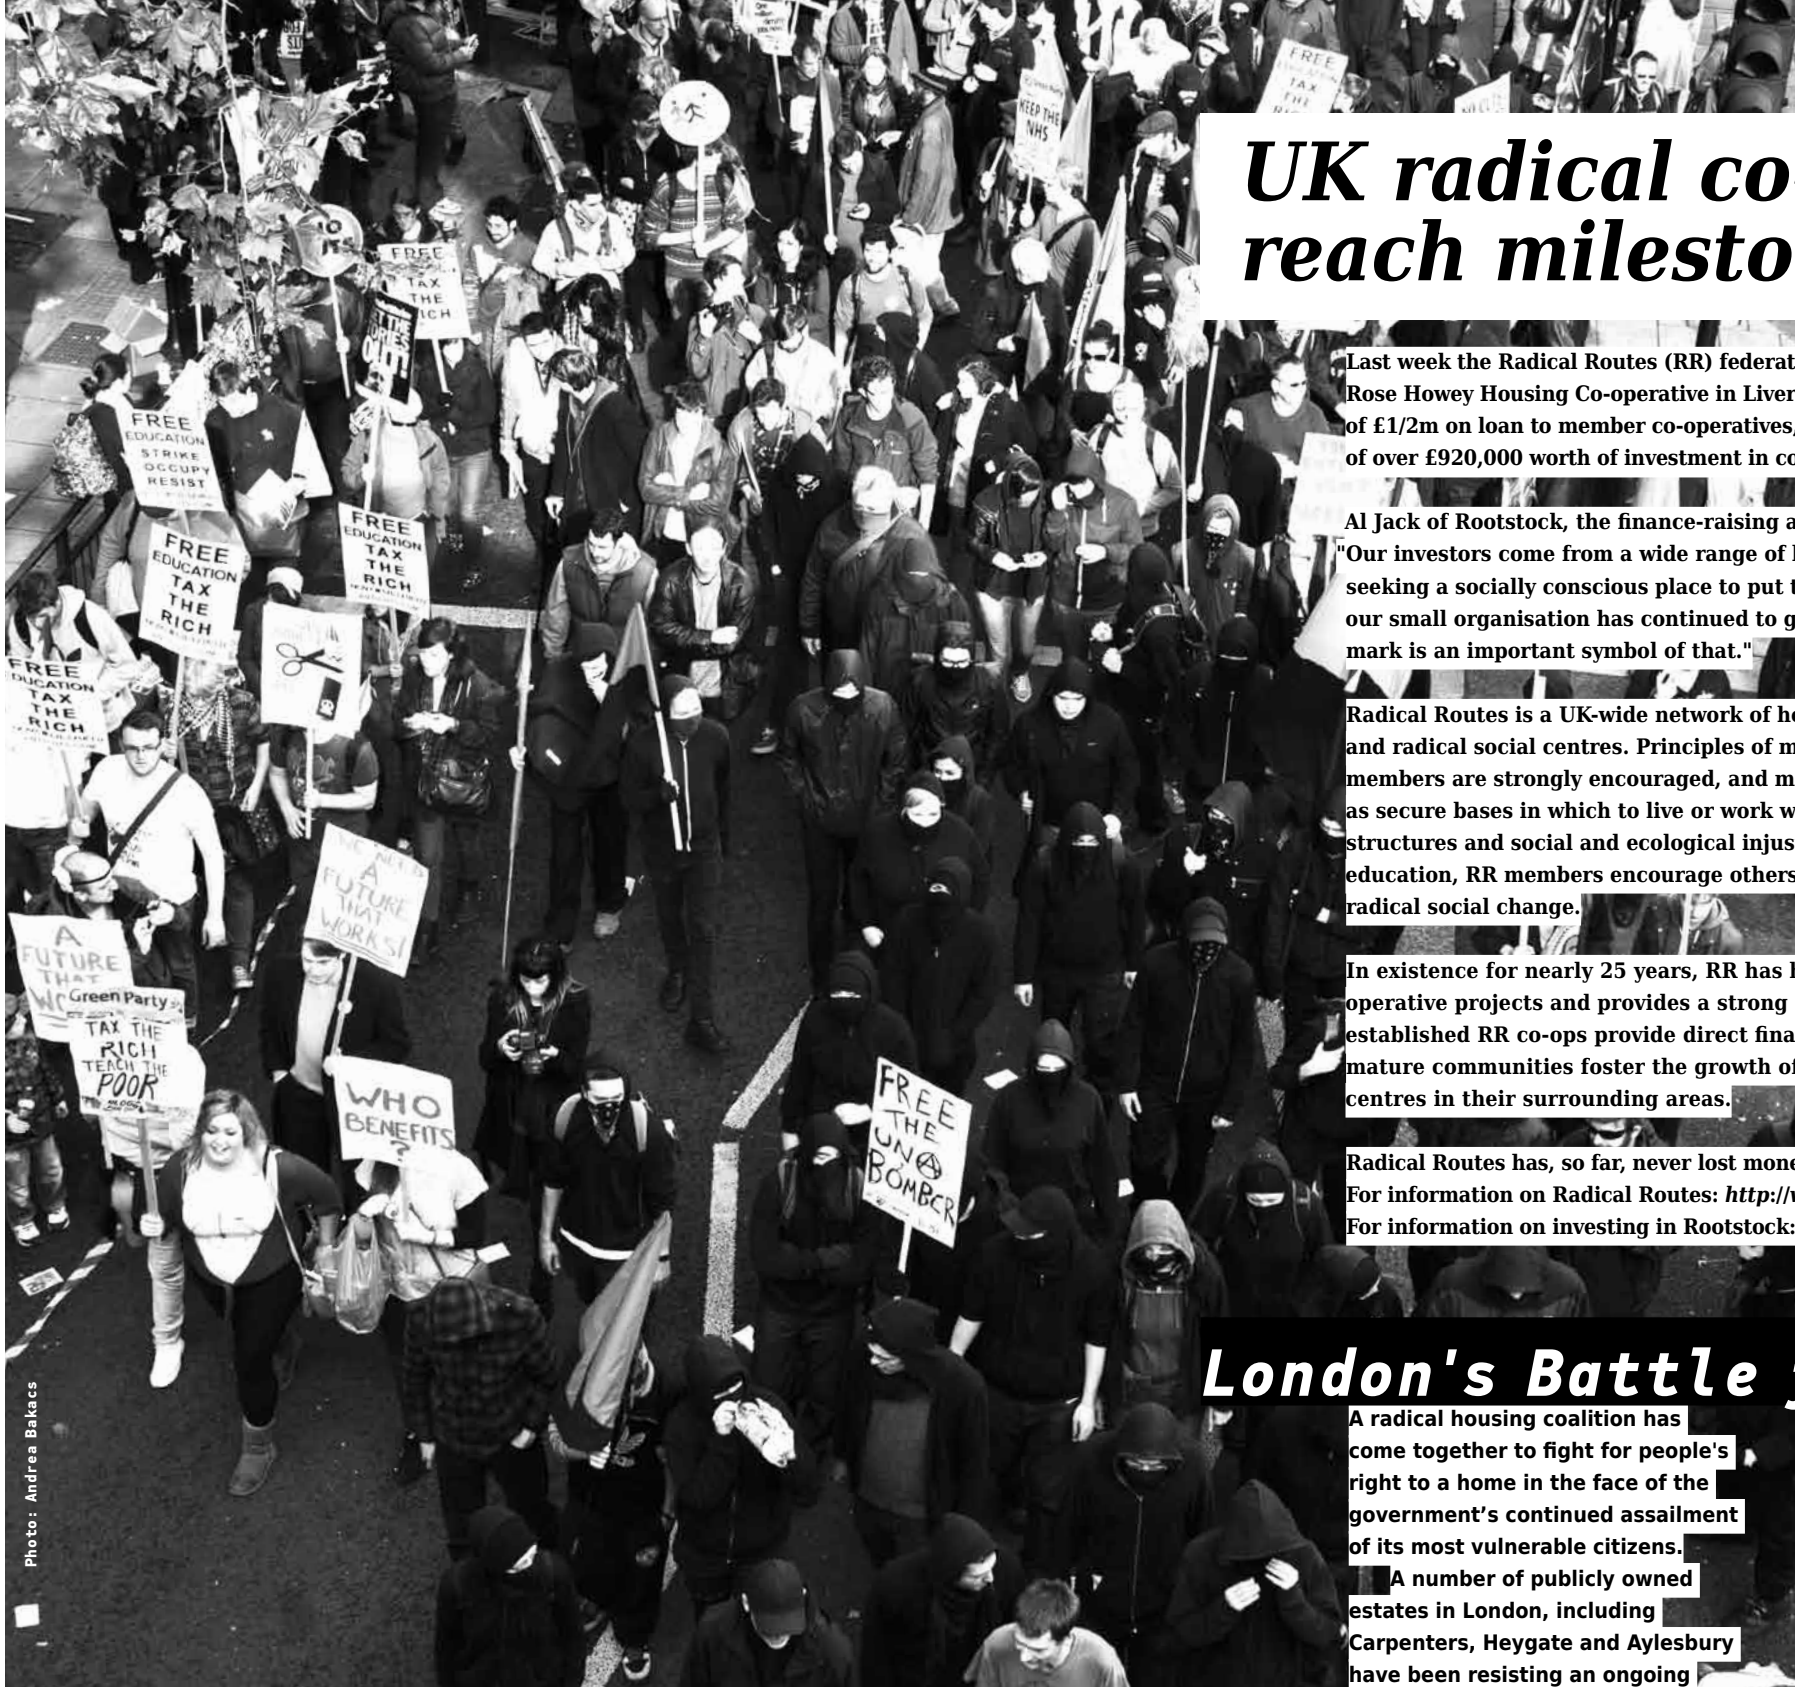 UK radical co-
reach milesto
Last week the Radical Routes (RR) federat
Rose Howey Housing Co-operative in Liver
of £1/2m on loan to member co-operatives,
of over £920,000 worth of investment in co
Al Jack of Rootstock, the finance-raising a
"Our investors come from a wide range of
seeking a socially conscious place to put t
our small organisation has continued to g
mark is an important symbol of that."
Radical Routes is a UK-wide network of ho
and radical social centres. Principles of m
members are strongly encouraged, and m
as secure bases in which to live or work w
structures and social and ecological injus
education, RR members encourage others
radical social change.
In existence for nearly 25 years, RR has
operative projects and provides a strong
established RR co-ops provide direct fina
mature communities foster the growth of
centres in their surrounding areas.
Radical Routes has, so far, never lost mone
For information on Radical Routes: http://
For information on investing in Rootstock:
London's Battle
A radical housing coalition has
come together to fight for people's
right to a home in the face of the
government’s continued assailment
of its most vulnerable citizens.
A number of publicly owned
estates in London, including
Carpenters, Heygate and Aylesbury
have been resisting an ongoing
Photo: Andrea Bakacs
FREE
EDUCATION
TAX
THE
RICH
KEEP THE
NHS
FREE
TAX
THE
RICH
FREE
EDUCATION
STRIKE
OCCUPY
RESIST
FREE
EDUCATION
TAX
THE
RICH
FREE
EDUCATION
TAX
THE
RICH
FREE
DUCATION
TAX
THE
RICH
WE NEED
A
FUTURE
THAT
WORKS!
A
FUTURE
THAT
WO
Green Party
TAX THE
RICH
TEACH THE
POOR
WHO
BENEFITS
?
FREE
THE
UNA
BOMBER